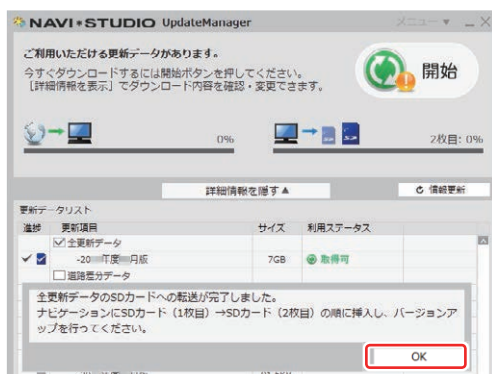 NAVI*STUDIO UpdateManager
メニュー ▼ _ X
ご利用いただける更新データがあります。
今すぐダウンロードするには開始ボタンを押してください。
［詳細情報を表示］でダウンロード内容を確認・変更できます。
開始
0%
2枚目: 0%
詳細情報を隠す▲
情報更新
更新データリスト
進捗 更新項目 サイズ 利用ステータス
全更新データ
-20 年度 月版 7GB 取得可
道路差分データ
全更新データのSDカードへの転送が完了しました。
ナビゲーションにSDカード（1枚目）→SDカード（2枚目）の順に挿入し、バージョンア
ップを行ってください。
OK